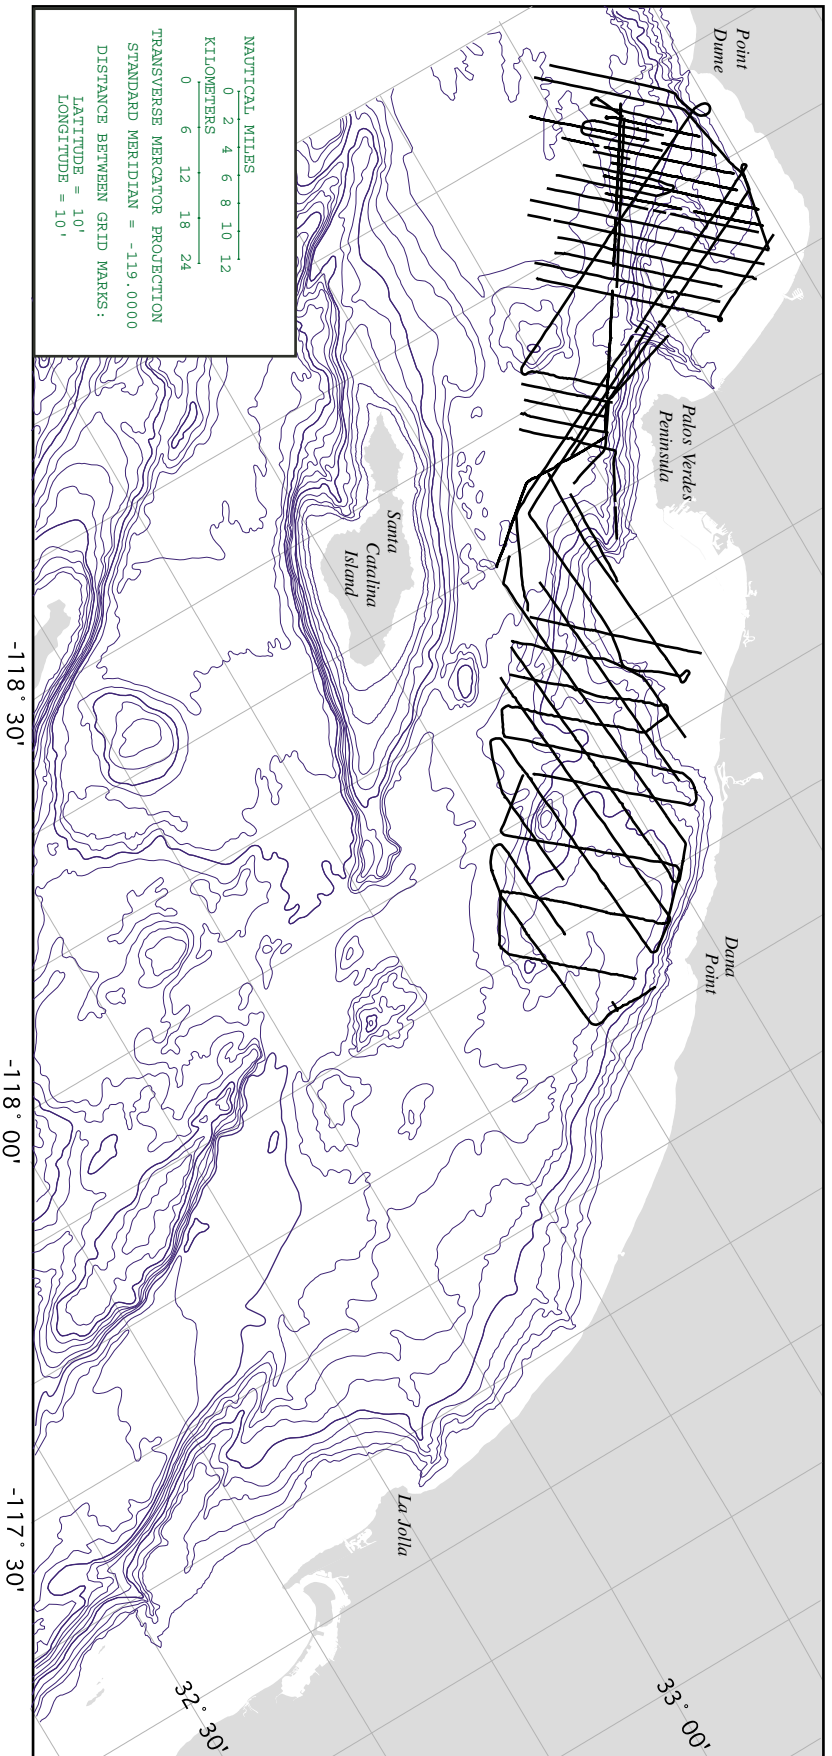 Point
Dume
Palos Verdes
Peninsula
Santa
Catalina
Island
Dana
Point
La Jolla
NAUTICAL MILES
0 2 4 6 8 10 12
KILOMETERS
0 6 12 18 24
TRANSVERSE MERCATOR PROJECTION
STANDARD MERIDIAN = -119.0000
DISTANCE BETWEEN GRID MARKS:
LATITUDE = 10'
LONGITUDE = 10'
33° 00'
32° 30'
-118° 30'
-118° 00'
-117° 30'